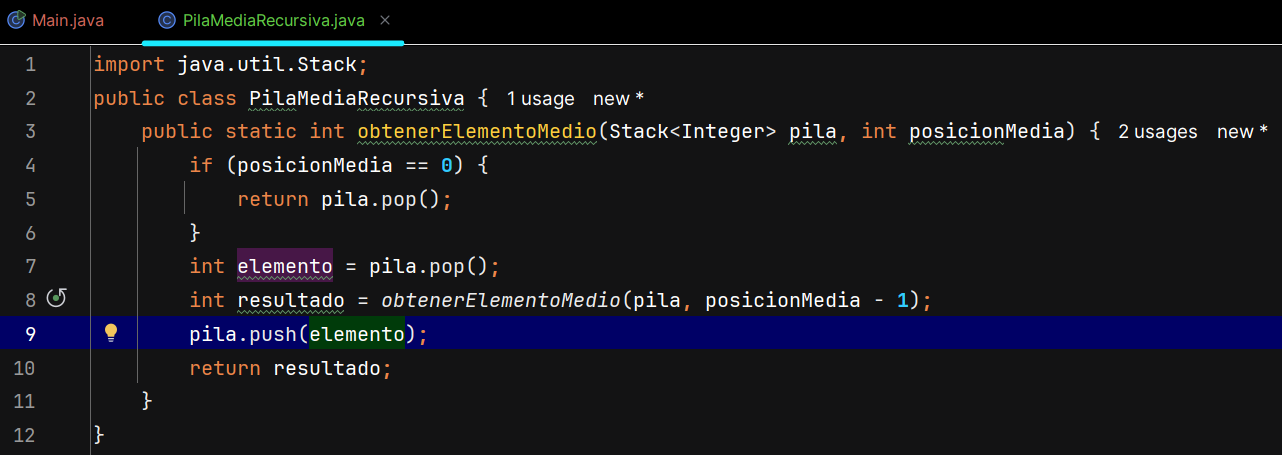 Main.java PilaMediaRecursiva.java ×
1 import java.util.Stack;
2 public class PilaMediaRecursiva { 1 usage new *
3 public static int obtenerElementoMedio(Stack<Integer> pila, int posicionMedia) { 2 usages new *
4 if (posicionMedia == 0) {
5 return pila.pop();
6 }
7 int elemento = pila.pop();
8 int resultado = obtenerElementoMedio(pila, posicionMedia - 1);
9 pila.push(elemento);
10 return resultado;
11 }
12 }